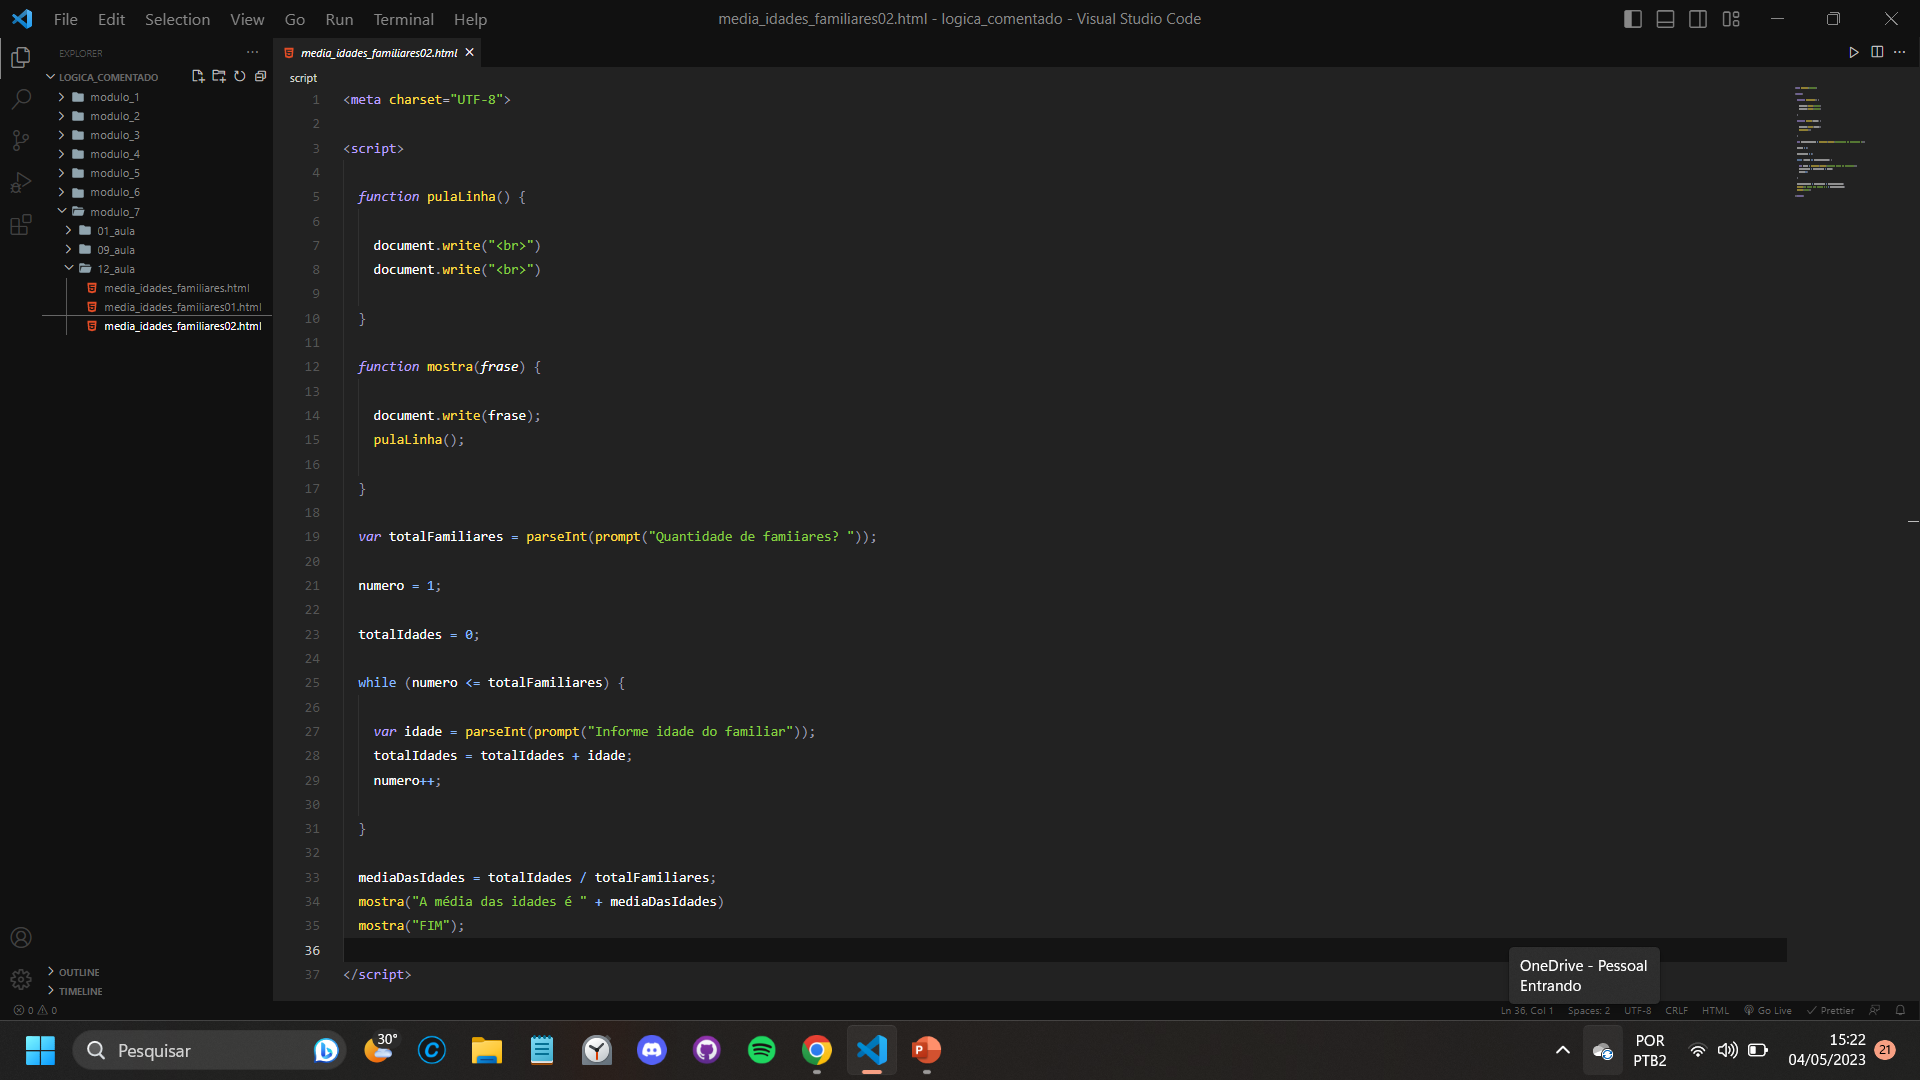 File Edit Selection View Go Run Terminal Help
media_idades_familiares02.html - logica_comentado - Visual Studio Code
EXPLORER
LOGICA_COMENTADO
modulo_1
modulo_2
modulo_3
modulo_4
modulo_5
modulo_6
modulo_7
01_aula
09_aula
12_aula
media_idades_familiares.html
media_idades_familiares01.html
media_idades_familiares02.html
OUTLINE
TIMELINE
media_idades_familiares02.html
script
1 <meta charset="UTF-8">
2
3 <script>
4
5 function pulaLinha() {
6
7 document.write("<br>")
8 document.write("<br>")
9
10 }
11
12 function mostra(frase) {
13
14 document.write(frase);
15 pulaLinha();
16
17 }
18
19 var totalFamiliares = parseInt(prompt("Quantidade de famiiares? "));
20
21 numero = 1;
22
23 totalIdades = 0;
24
25 while (numero <= totalFamiliares) {
26
27 var idade = parseInt(prompt("Informe idade do familiar"));
28 totalIdades = totalIdades + idade;
29 numero++;
30
31 }
32
33 mediaDasIdades = totalIdades / totalFamiliares;
34 mostra("A média das idades é " + mediaDasIdades)
35 mostra("FIM");
36
37 </script>
OneDrive - Pessoal
Entrando
0 0
Ln 36, Col 1 Spaces: 2 UTF-8 CRLF HTML Go Live Prettier
Pesquisar
30°
POR
PTB2
15:22
04/05/2023
21